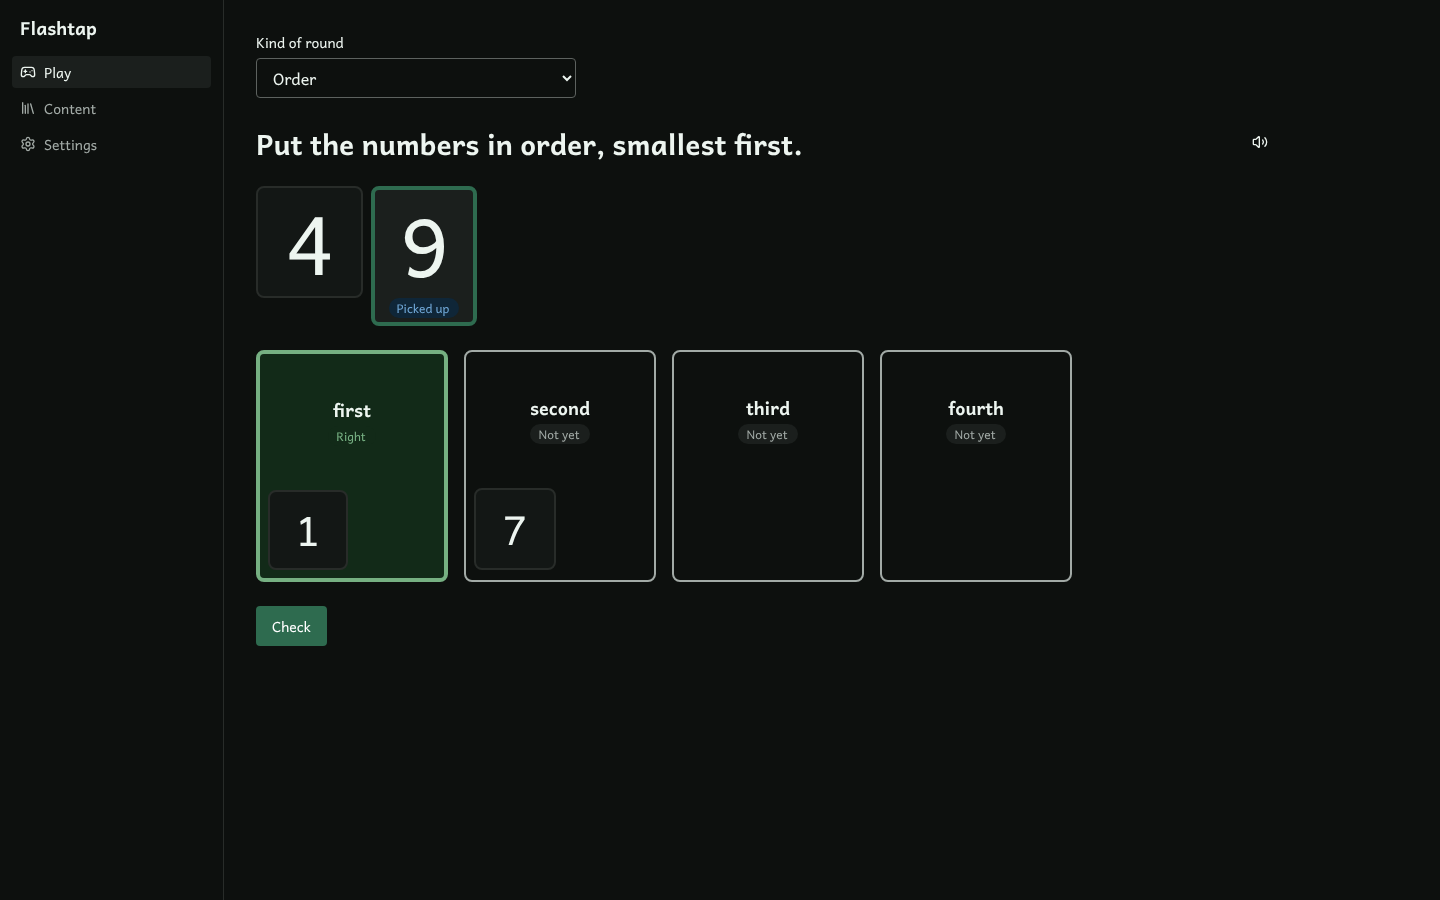 Flashtap
Play
Content
Settings
Kind of round
Order
Put the numbers in order, smallest first.
4
9
Picked up
first
Right
1
second
Not yet
7
third
Not yet
fourth
Not yet
Check